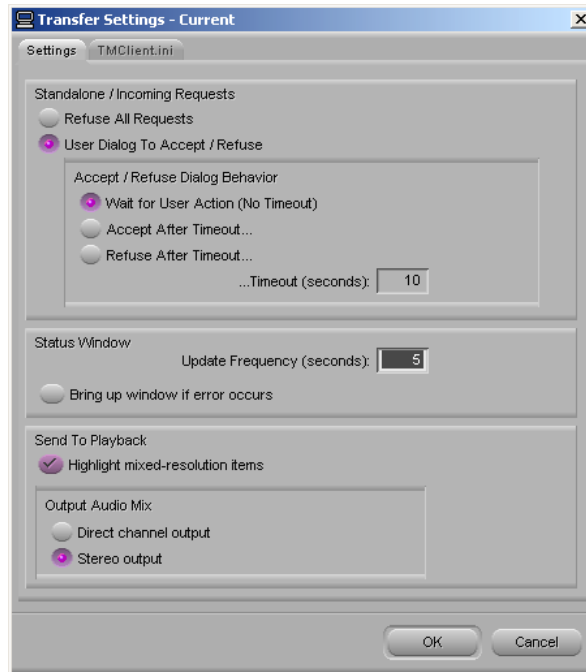 Transfer Settings - Current
Settings TMClient.ini
Standalone / Incoming Requests
Refuse All Requests
User Dialog To Accept / Refuse
Accept / Refuse Dialog Behavior
Wait for User Action (No Timeout)
Accept After Timeout...
Refuse After Timeout...
...Timeout (seconds): 10
Status Window
Update Frequency (seconds): 5
Bring up window if error occurs
Send To Playback
Highlight mixed-resolution items
Output Audio Mix
Direct channel output
Stereo output
OK Cancel